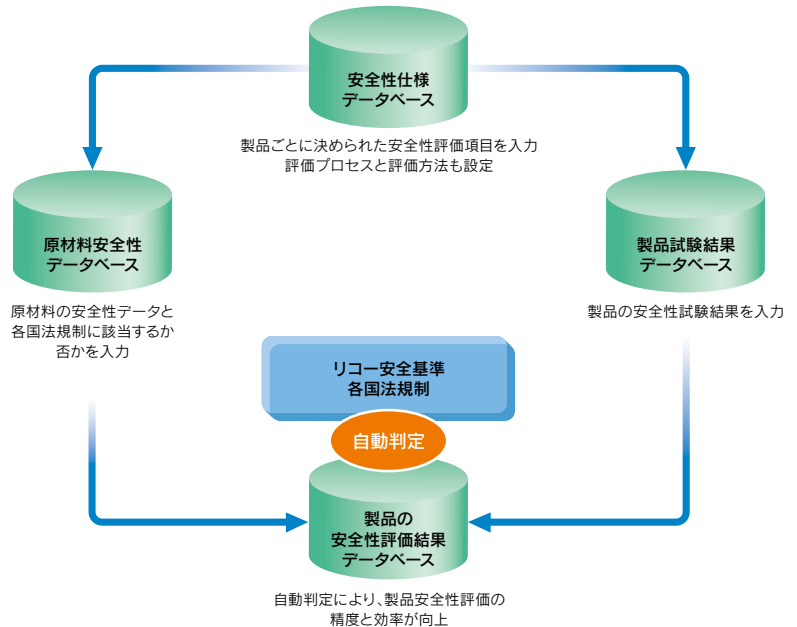 安全性仕様
データベース
製品ごとに決められた安全性評価項目を入力
評価プロセスと評価方法も設定
原材料安全性
データベース
原材料の安全性データと
各国法規制に該当するか
否かを入力
製品試験結果
データベース
製品の安全性試験結果を入力
リコー安全基準
各国法規制
自動判定
製品の
安全性評価結果
データベース
自動判定により、製品安全性評価の
精度と効率が向上